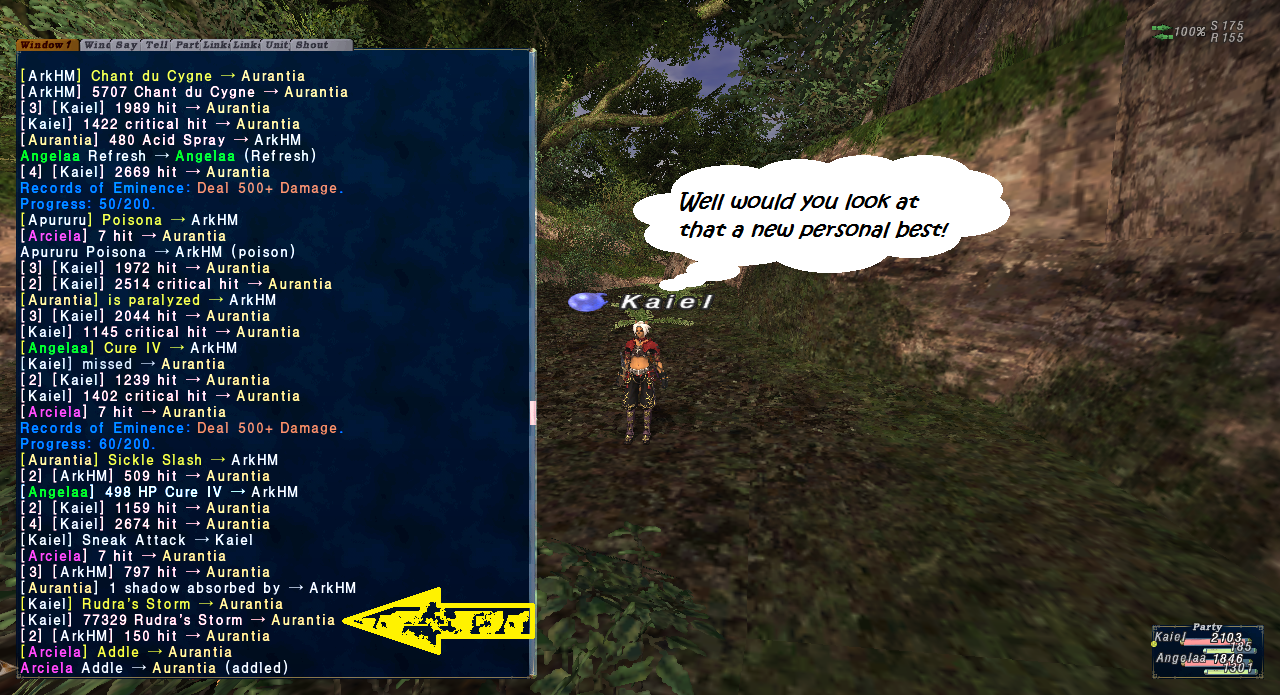 Window 1 Wind Say Tell Part Link Link Unit Shout
[ArkHM] Chant du Cygne → Aurantia
[ArkHM] 5707 Chant du Cygne → Aurantia
[3] [Kaiel] 1989 hit → Aurantia
[Kaiel] 1422 critical hit → Aurantia
[Aurantia] 480 Acid Spray → ArkHM
Angelaa Refresh → Angelaa (Refresh)
[4] [Kaiel] 2669 hit → Aurantia
Records of Eminence: Deal 500+ Damage.
Progress: 50/200.
[Apururu] Poisona → ArkHM
[Arciela] 7 hit → Aurantia
Apururu Poisona → ArkHM (poison)
[3] [Kaiel] 1972 hit → Aurantia
[2] [Kaiel] 2514 critical hit → Aurantia
[Aurantia] is paralyzed → ArkHM
[3] [Kaiel] 2044 hit → Aurantia
[Kaiel] 1145 critical hit → Aurantia
[Angelaa] Cure IV → ArkHM
[Kaiel] missed → Aurantia
[2] [Kaiel] 1239 hit → Aurantia
[Kaiel] 1402 critical hit → Aurantia
[Arciela] 7 hit → Aurantia
Records of Eminence: Deal 500+ Damage.
Progress: 60/200.
[Aurantia] Sickle Slash → ArkHM
[2] [ArkHM] 509 hit → Aurantia
[Angelaa] 498 HP Cure IV → ArkHM
[2] [Kaiel] 1159 hit → Aurantia
[4] [Kaiel] 2674 hit → Aurantia
[Kaiel] Sneak Attack → Kaiel
[Arciela] 7 hit → Aurantia
[3] [ArkHM] 797 hit → Aurantia
[Aurantia] 1 shadow absorbed by → ArkHM
[Kaiel] Rudra's Storm → Aurantia
[Kaiel] 77329 Rudra's Storm → Aurantia
[2] [ArkHM] 150 hit → Aurantia
[Arciela] Addle → Aurantia
Arciela Addle → Aurantia (addled)
Well would you look at
that a new personal best!
Kaiel
100% S 175
R 155
Party
Kaiel 2103
185
Angelaa 1846
1301